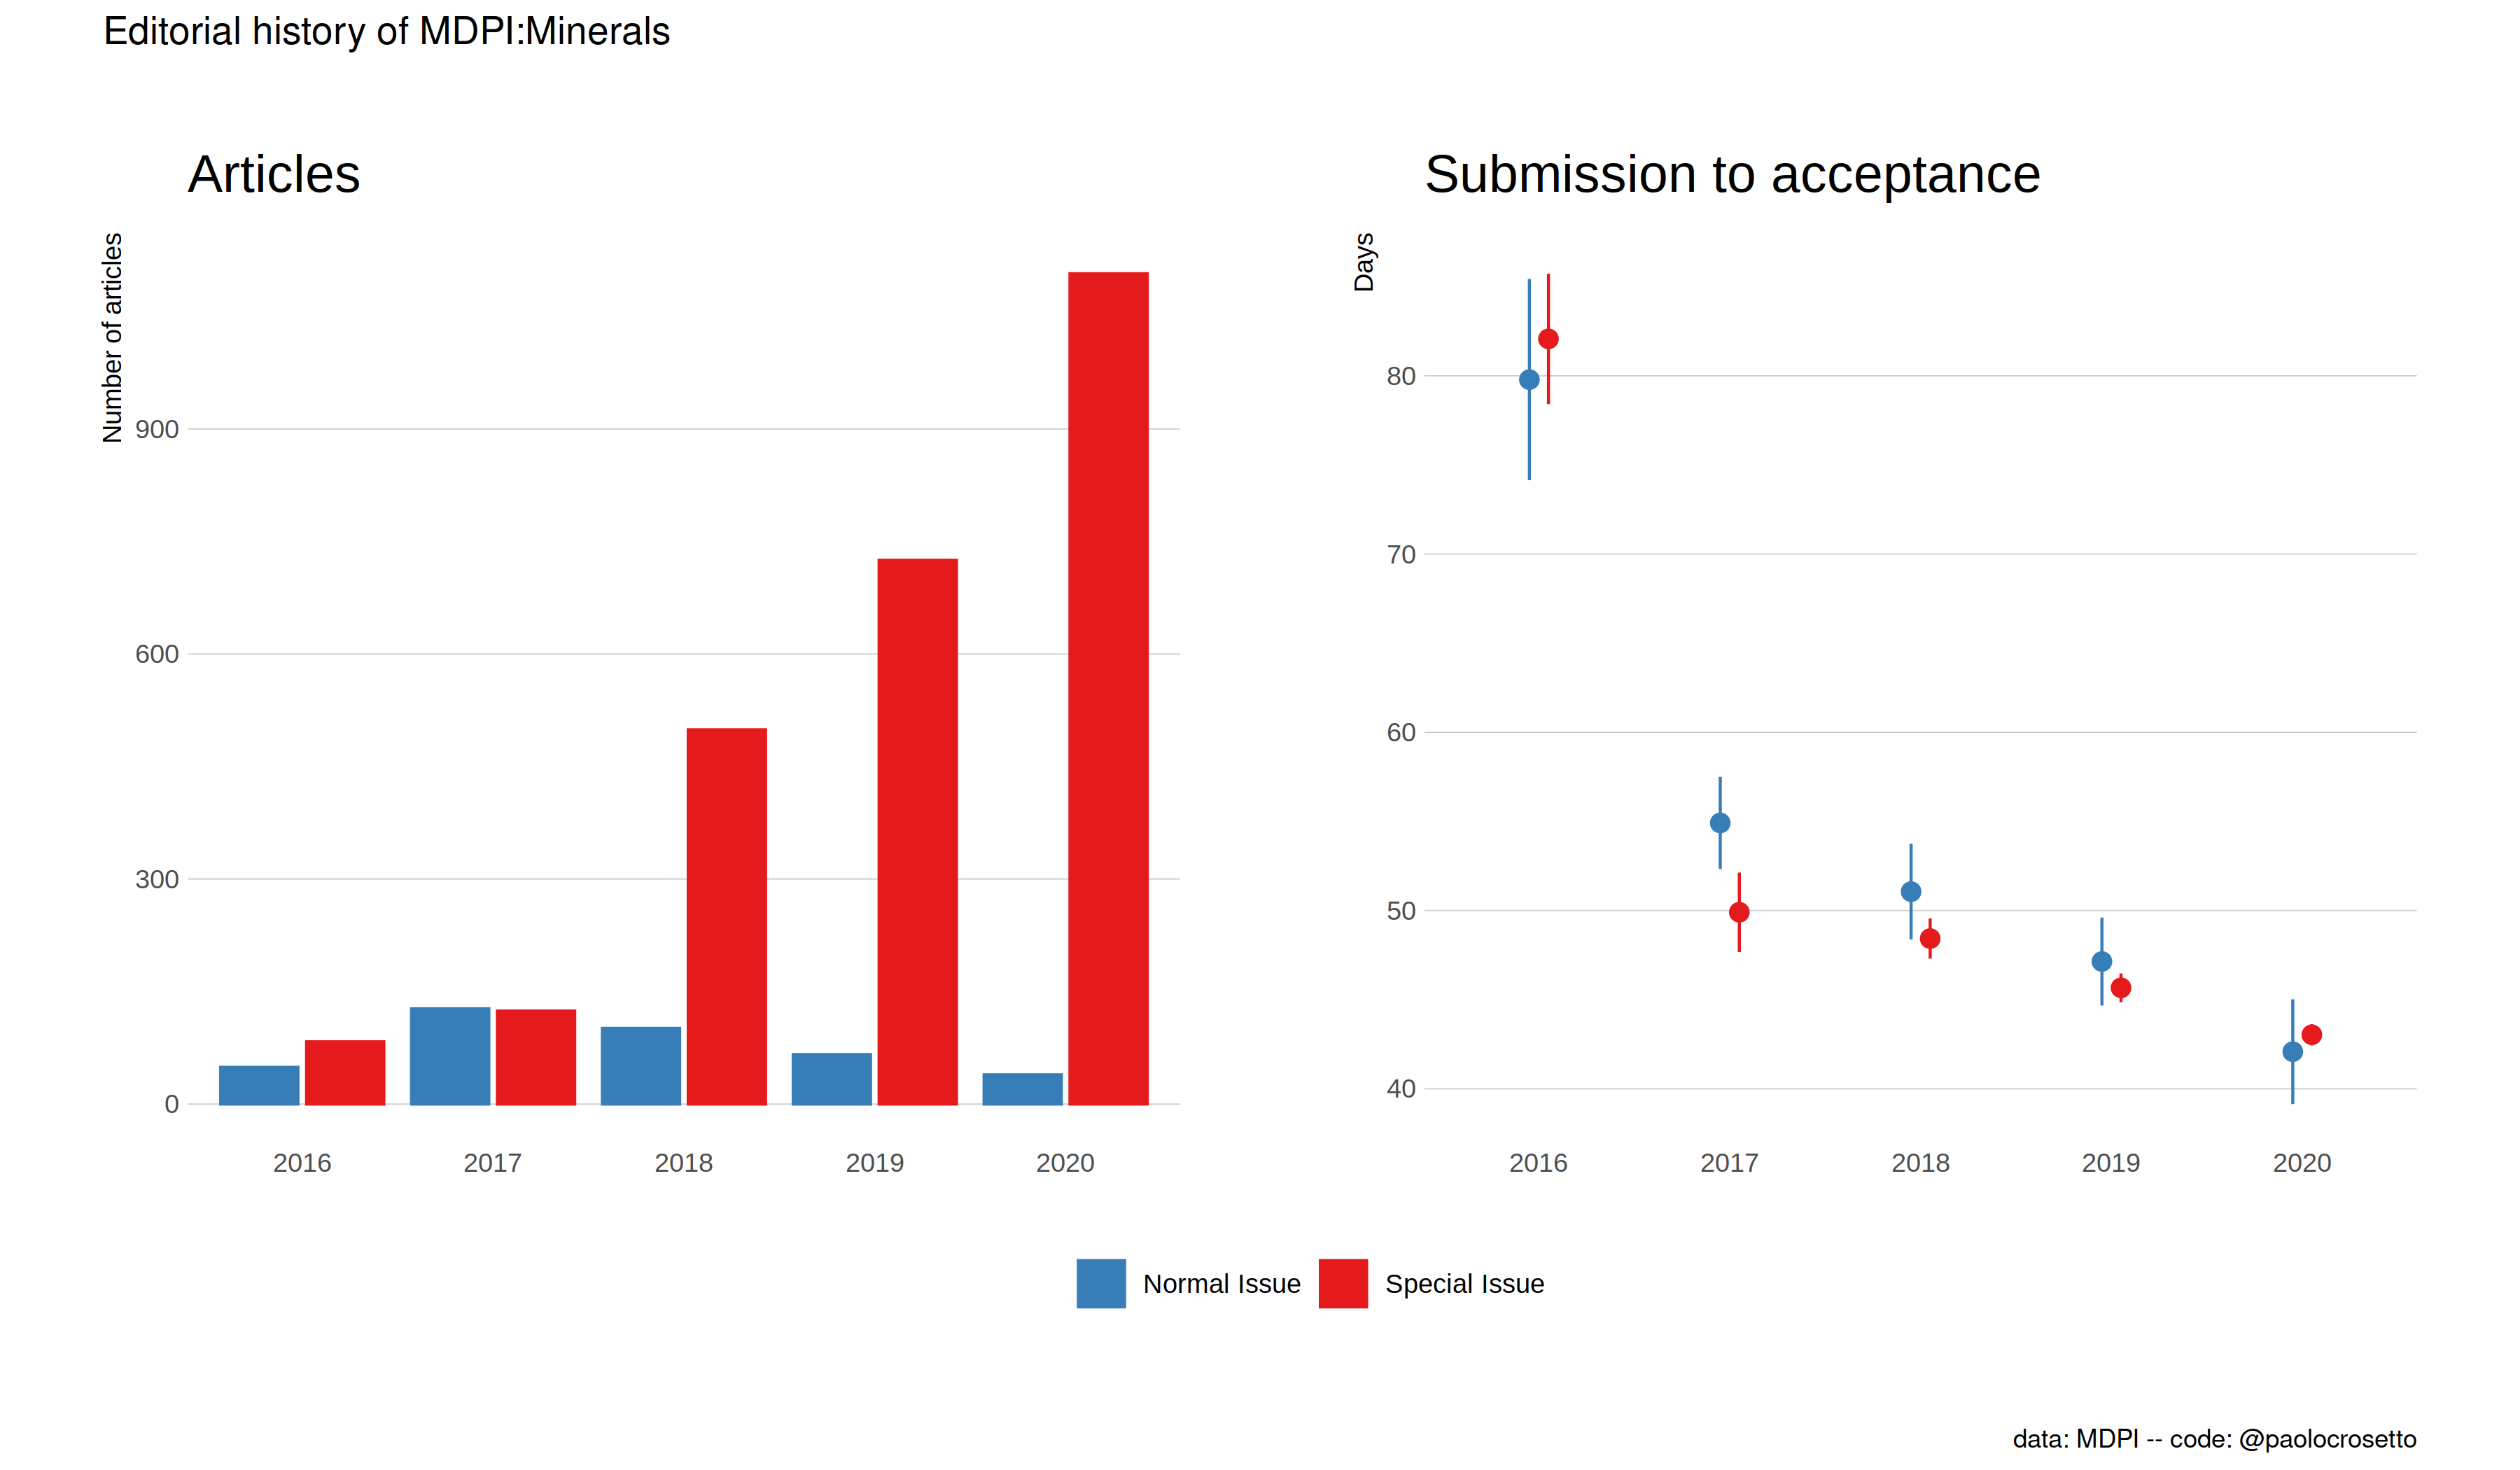 Editorial history of MDPI:Minerals
Articles
Number of articles
900
600
300
0
2016 2017 2018 2019 2020
Submission to acceptance
Days
80
70
60
50
40
2016 2017 2018 2019 2020
Normal Issue Special Issue
data: MDPI -- code: @paolocrosetto